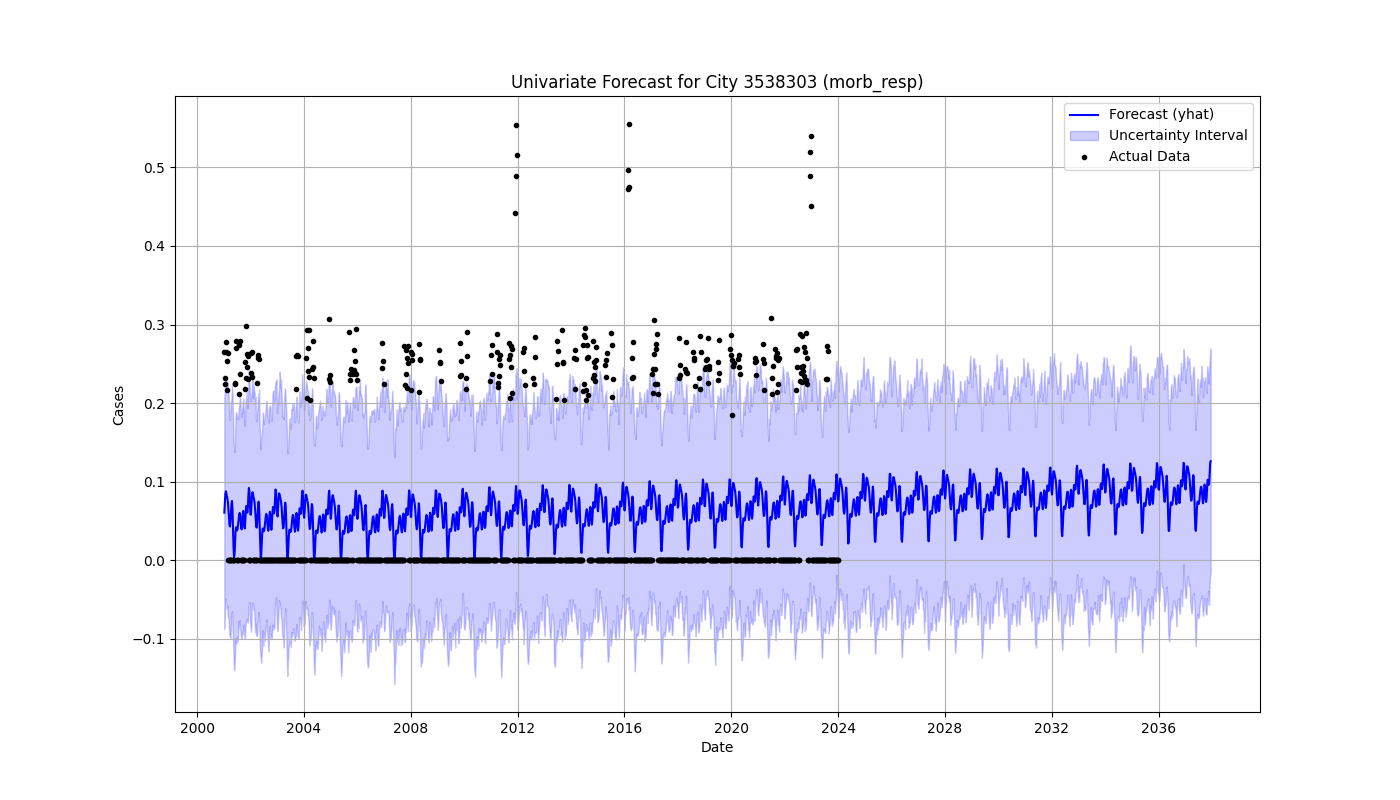 Univariate Forecast for City 3538303 (morb_resp)
Forecast (yhat)
Uncertainty Interval
Actual Data
Cases
0.5
0.4
0.3
0.2
0.1
0.0
−0.1
2000 2004 2008 2012 2016 2020 2024 2028 2032 2036
Date